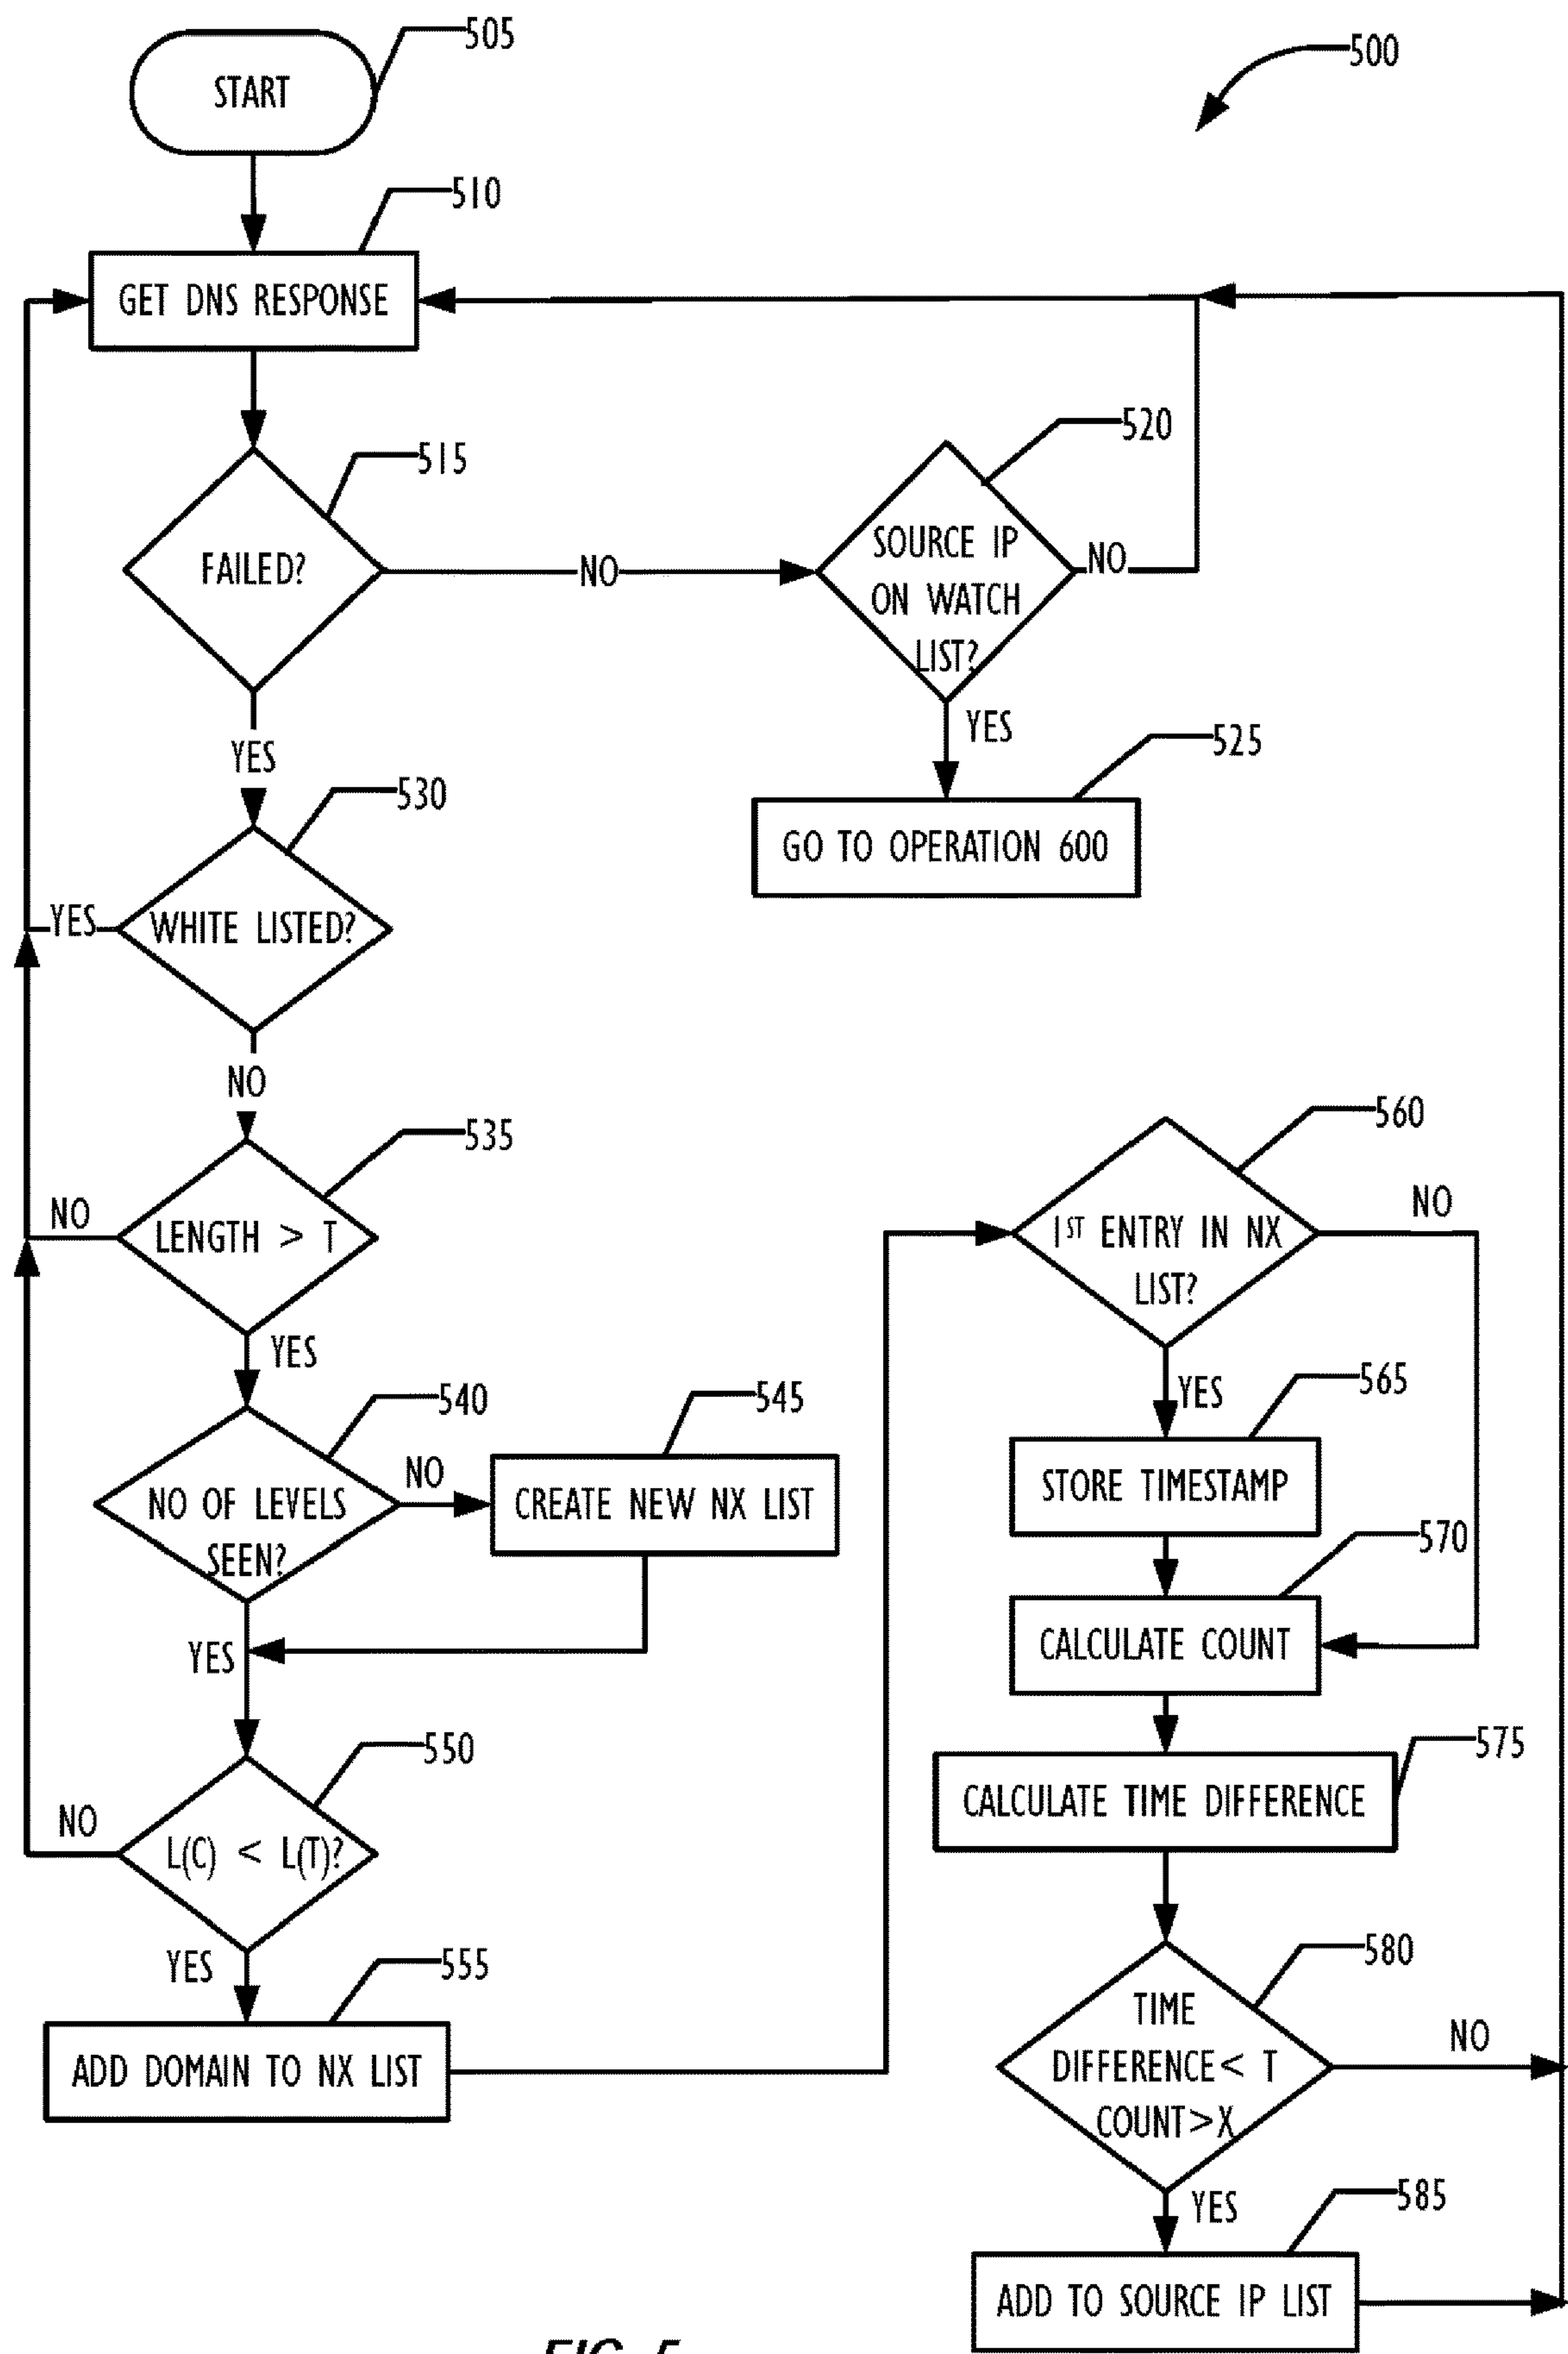 START
505
500
510
GET DNS RESPONSE
515
FAILED?
NO
520
SOURCE IP
ON WATCH
LIST?
NO
YES
525
GO TO OPERATION 600
YES
530
WHITE LISTED?
YES
NO
535
LENGTH > T
NO
YES
540
NO OF LEVELS
SEEN?
NO
545
CREATE NEW NX LIST
YES
550
L(C) < L(T)?
NO
YES
555
ADD DOMAIN TO NX LIST
560
1ST ENTRY IN NX
LIST?
NO
YES
565
STORE TIMESTAMP
570
CALCULATE COUNT
575
CALCULATE TIME DIFFERENCE
580
TIME
DIFFERENCE< T
COUNT>X
NO
YES
585
ADD TO SOURCE IP LIST
FIG. 5